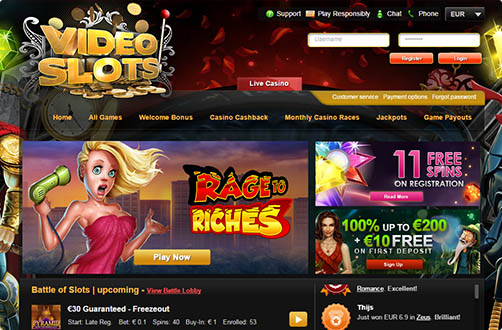 VIDEO
SLOTS
Support
Play Responsibly
Chat
Phone
EUR
Username
Register
Login
Live Casino
Customer service
Payment options
Forgot password
Home
All Games
Welcome Bonus
Casino Cashback
Monthly Casino Races
Jackpots
Game Payouts
RAGE TO
RICHES
Play Now
11 FREE
SPINS
ON REGISTRATION
Read More
100% UP TO €200
+ €10 FREE
ON FIRST DEPOSIT
Sign Up
Battle of Slots | upcoming - View Battle Lobby
€30 Guaranteed - Freezeout
Start: Late Reg Bet: € 0.1 Spins: 40 Buy-In: € 1 Enrolled: 53
Romance. Excellent!
Thijs
Just won EUR 6.9 in Zeus. Brilliant!